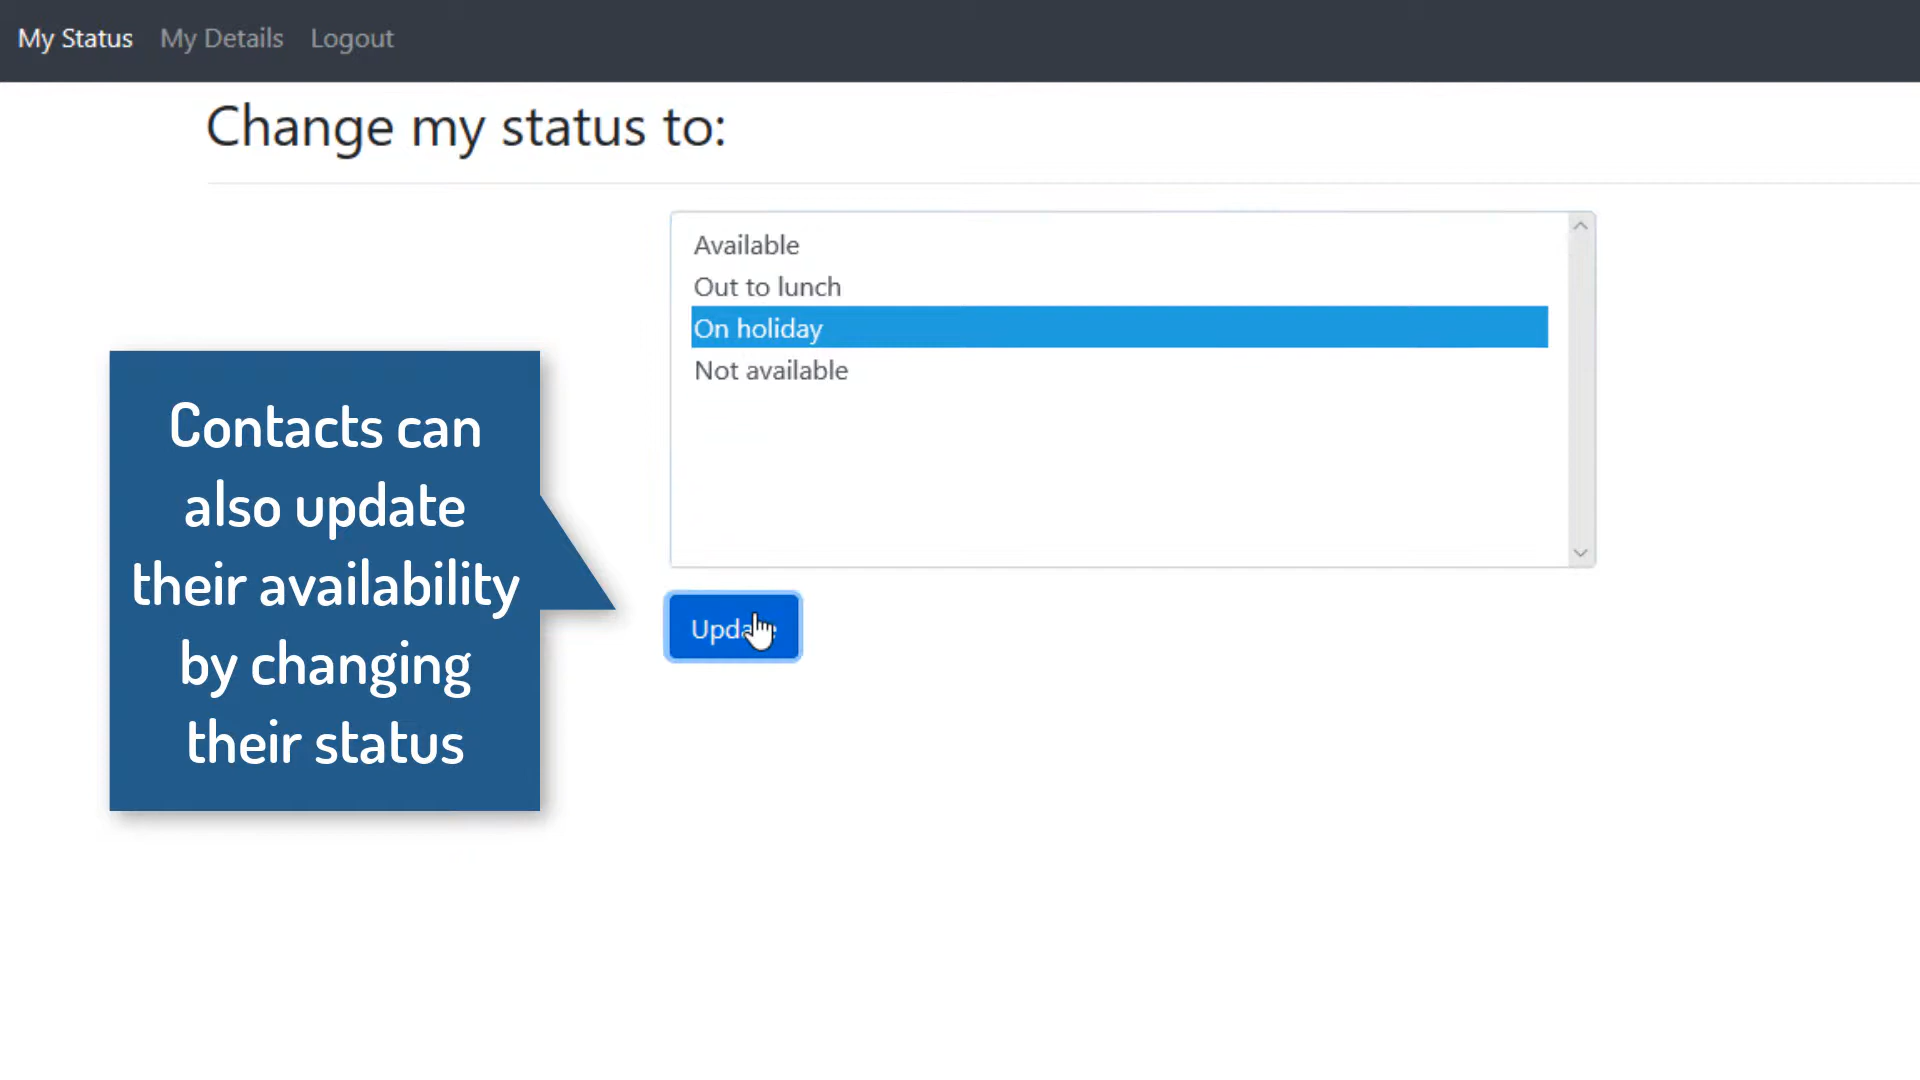 My Status My Details Logout
Change my status to:
Available
Out to lunch
On holiday
Not available
Contacts can
also update
their availability
by changing
their status
Update